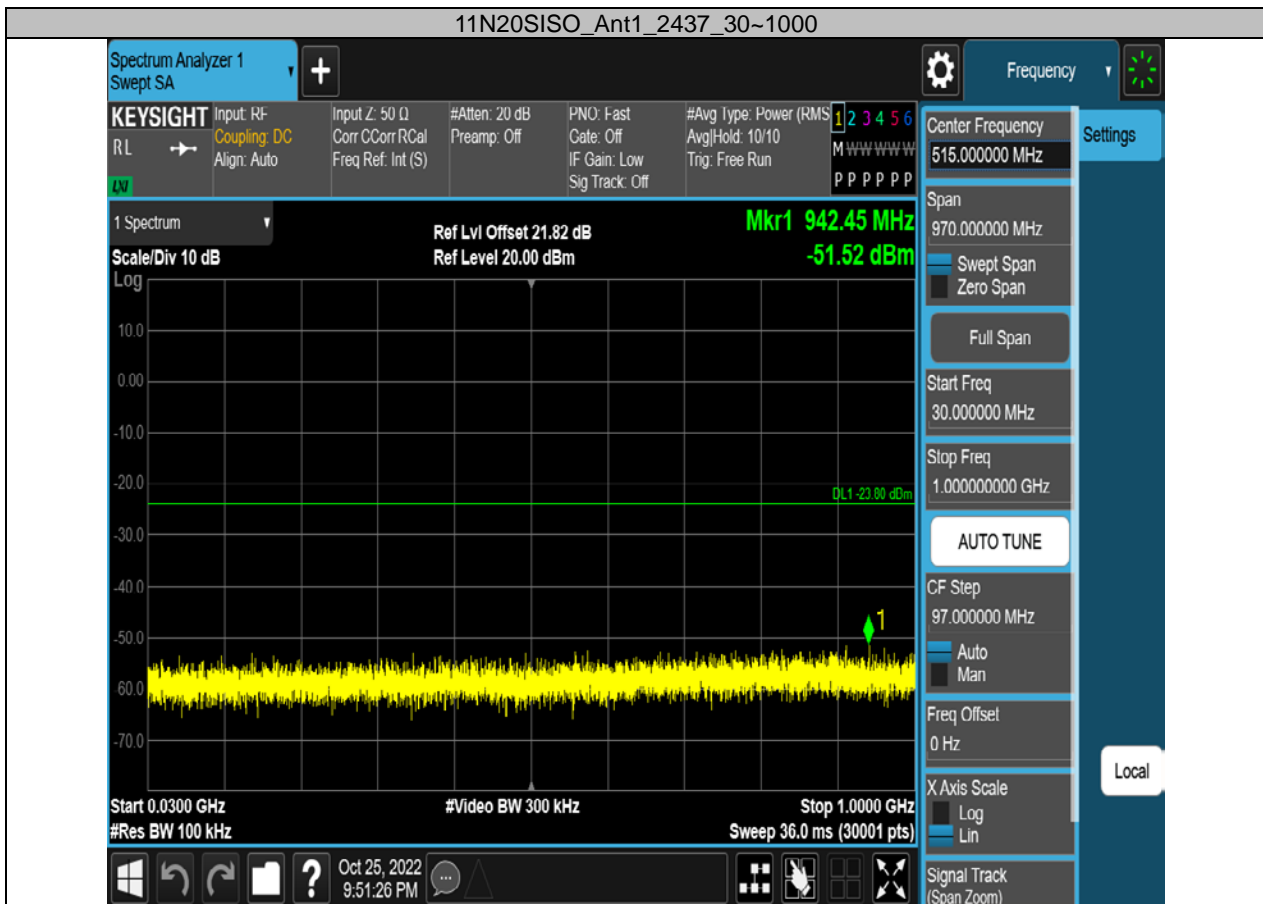 11N20SISO_Ant1_2437_30~1000
Spectrum Analyzer 1
Swept SA
+
Frequency
KEYSIGHT
RL
LXI
Input: RF
Coupling: DC
Align: Auto
Input Z: 50 Ω
Corr CCorr RCal
Freq Ref: Int (S)
#Atten: 20 dB
Preamp: Off
PNO: Fast
Gate: Off
IF Gain: Low
Sig Track: Off
#Avg Type: Power (RMS
Avg|Hold: 10/10
Trig: Free Run
1 2 3 4 5 6
M W W W W W
P P P P P P
1 Spectrum
Scale/Div 10 dB
Ref Lvl Offset 21.82 dB
Ref Level 20.00 dBm
Mkr1 942.45 MHz
-51.52 dBm
Log
10.0
0.00
-10.0
-20.0
-30.0
-40.0
-50.0
-60.0
-70.0
DL1 -23.80 dBm
1
Start 0.0300 GHz
#Res BW 100 kHz
#Video BW 300 kHz
Stop 1.0000 GHz
Sweep 36.0 ms (30001 pts)
Center Frequency
515.000000 MHz
Settings
Span
970.000000 MHz
Swept Span
Zero Span
Full Span
Start Freq
30.000000 MHz
Stop Freq
1.000000000 GHz
AUTO TUNE
CF Step
97.000000 MHz
Auto
Man
Freq Offset
0 Hz
X Axis Scale
Log
Lin
Local
Signal Track
(Span Zoom)
?
Oct 25, 2022
9:51:26 PM